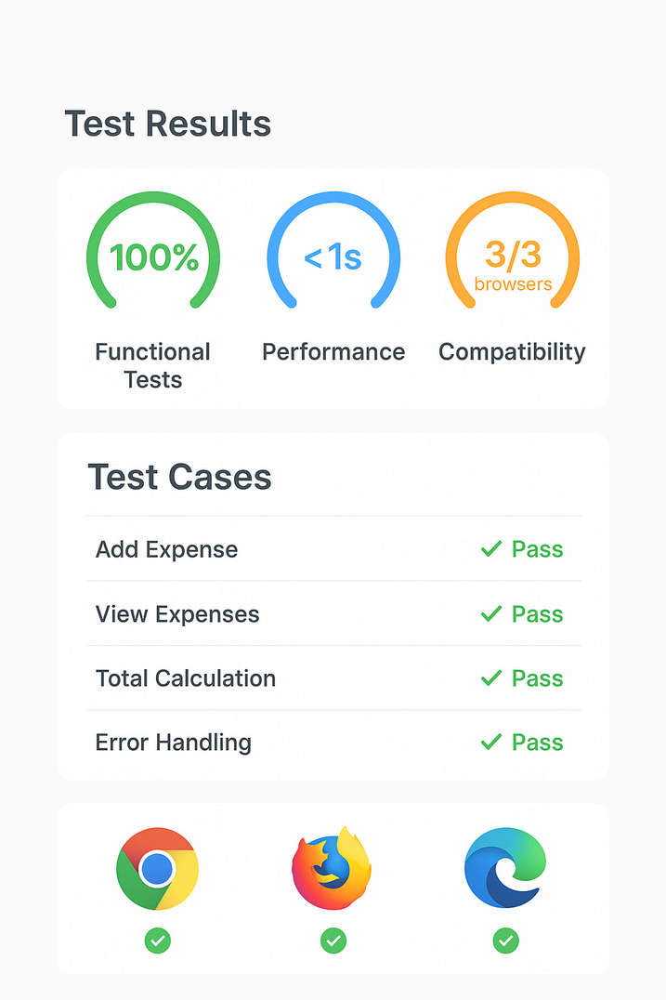 Test Results
100%
<1s
3/3
browsers
Functional
Tests
Performance
Compatibility
Test Cases
Add Expense
Pass
View Expenses
Pass
Total Calculation
Pass
Error Handling
Pass